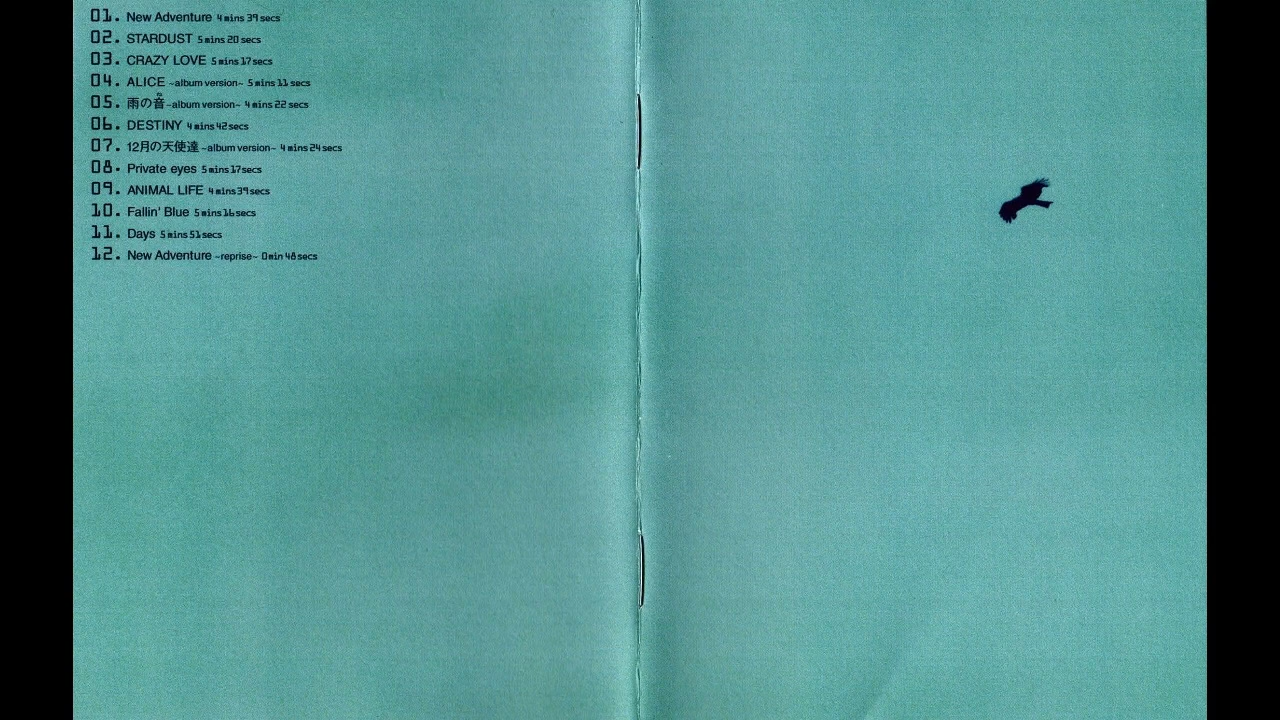 01. New Adventure 4 mins 39 secs
02. STARDUST 5 mins 20 secs
03. CRAZY LOVE 5 mins 17 secs
04. ALICE ~album version~ 5 mins 11 secs
05. 雨の音~album version~ 4 mins 22 secs
06. DESTINY 4 mins 42 secs
07. 12月の天使達 ~album version~ 4 mins 24 secs
08. Private eyes 5 mins 17 secs
09. ANIMAL LIFE 4 mins 39 secs
10. Fallin' Blue 5 mins 16 secs
11. Days 5 mins 51 secs
12. New Adventure ~reprise~ 0 min 48 secs